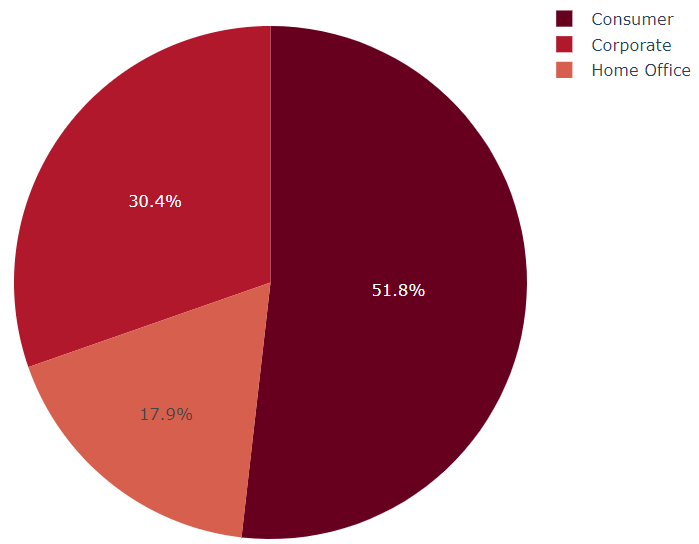 Consumer
Corporate
Home Office
30.4%
51.8%
17.9%